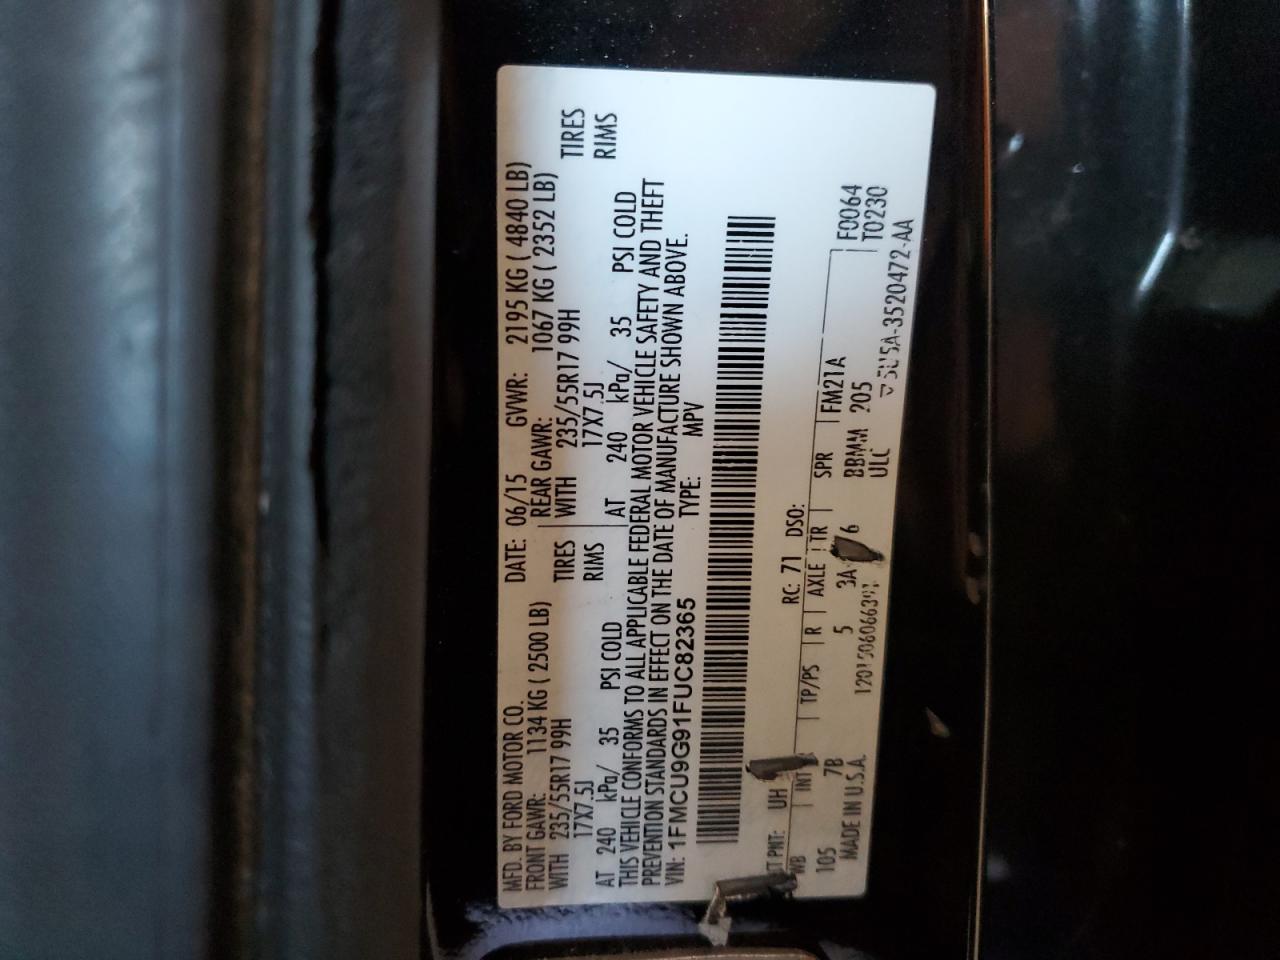 MFD. BY FORD MOTOR CO. DATE: 06/15 GVWR: 2195 KG ( 4840 LB)
FRONT GAWR: 1134 KG ( 2500 LB) REAR GAWR: 1067 KG ( 2352 LB)
WITH 235/55R17 99H TIRES WITH 235/55R17 99H TIRES
17X7.5J RIMS 17X7.5J RIMS
AT 240 kPa/ 35 PSI COLD AT 240 kPa/ 35 PSI COLD
THIS VEHICLE CONFORMS TO ALL APPLICABLE FEDERAL MOTOR VEHICLE SAFETY AND THEFT
PREVENTION STANDARDS IN EFFECT ON THE DATE OF MANUFACTURE SHOWN ABOVE.
VIN: 1FMCU9G91FUC82365 TYPE: MPV
PNT: UH RC: 71 DSO:
WB INT TP/PS R AXLE TR SPR FM21A F0064
105 7B 5 3A 6 BBMM 205 T0230
MADE IN U.S.A. ULC